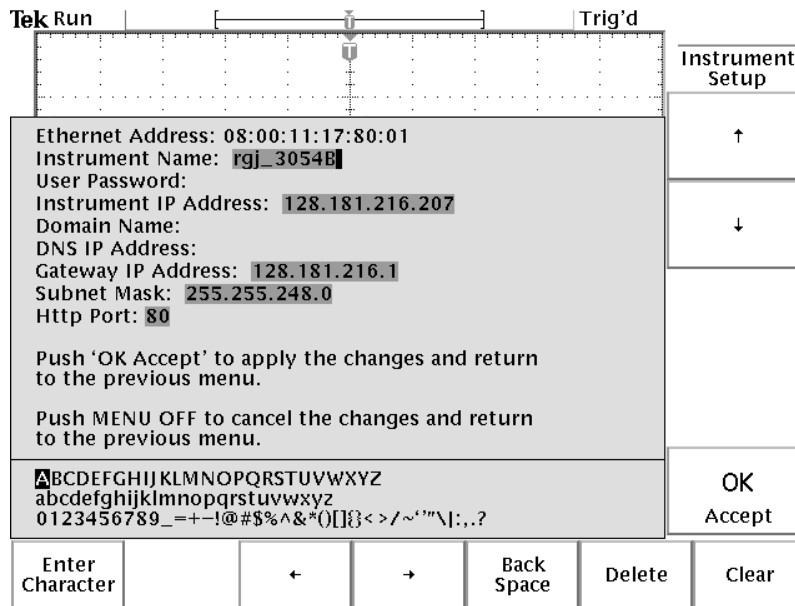 Tek Run
Trig'd
T
T
Instrument
Setup
Ethernet Address: 08:00:11:17:80:01
Instrument Name: rgj_3054B
User Password:
Instrument IP Address: 128.181.216.207
Domain Name:
DNS IP Address:
Gateway IP Address: 128.181.216.1
Subnet Mask: 255.255.248.0
Http Port: 80
Push ‘OK Accept’ to apply the changes and return
to the previous menu.
Push MENU OFF to cancel the changes and return
to the previous menu.
ABCDEFGHIJKLMNOPQRSTUVWXYZ
abcdefghijklmnopqrstuvwxyz
0123456789_=+−!@#$%^&*()[]{}<>/~‘’"\|:,.?
↑
↓
OK
Accept
Enter
Character
←
→
Back
Space
Delete
Clear